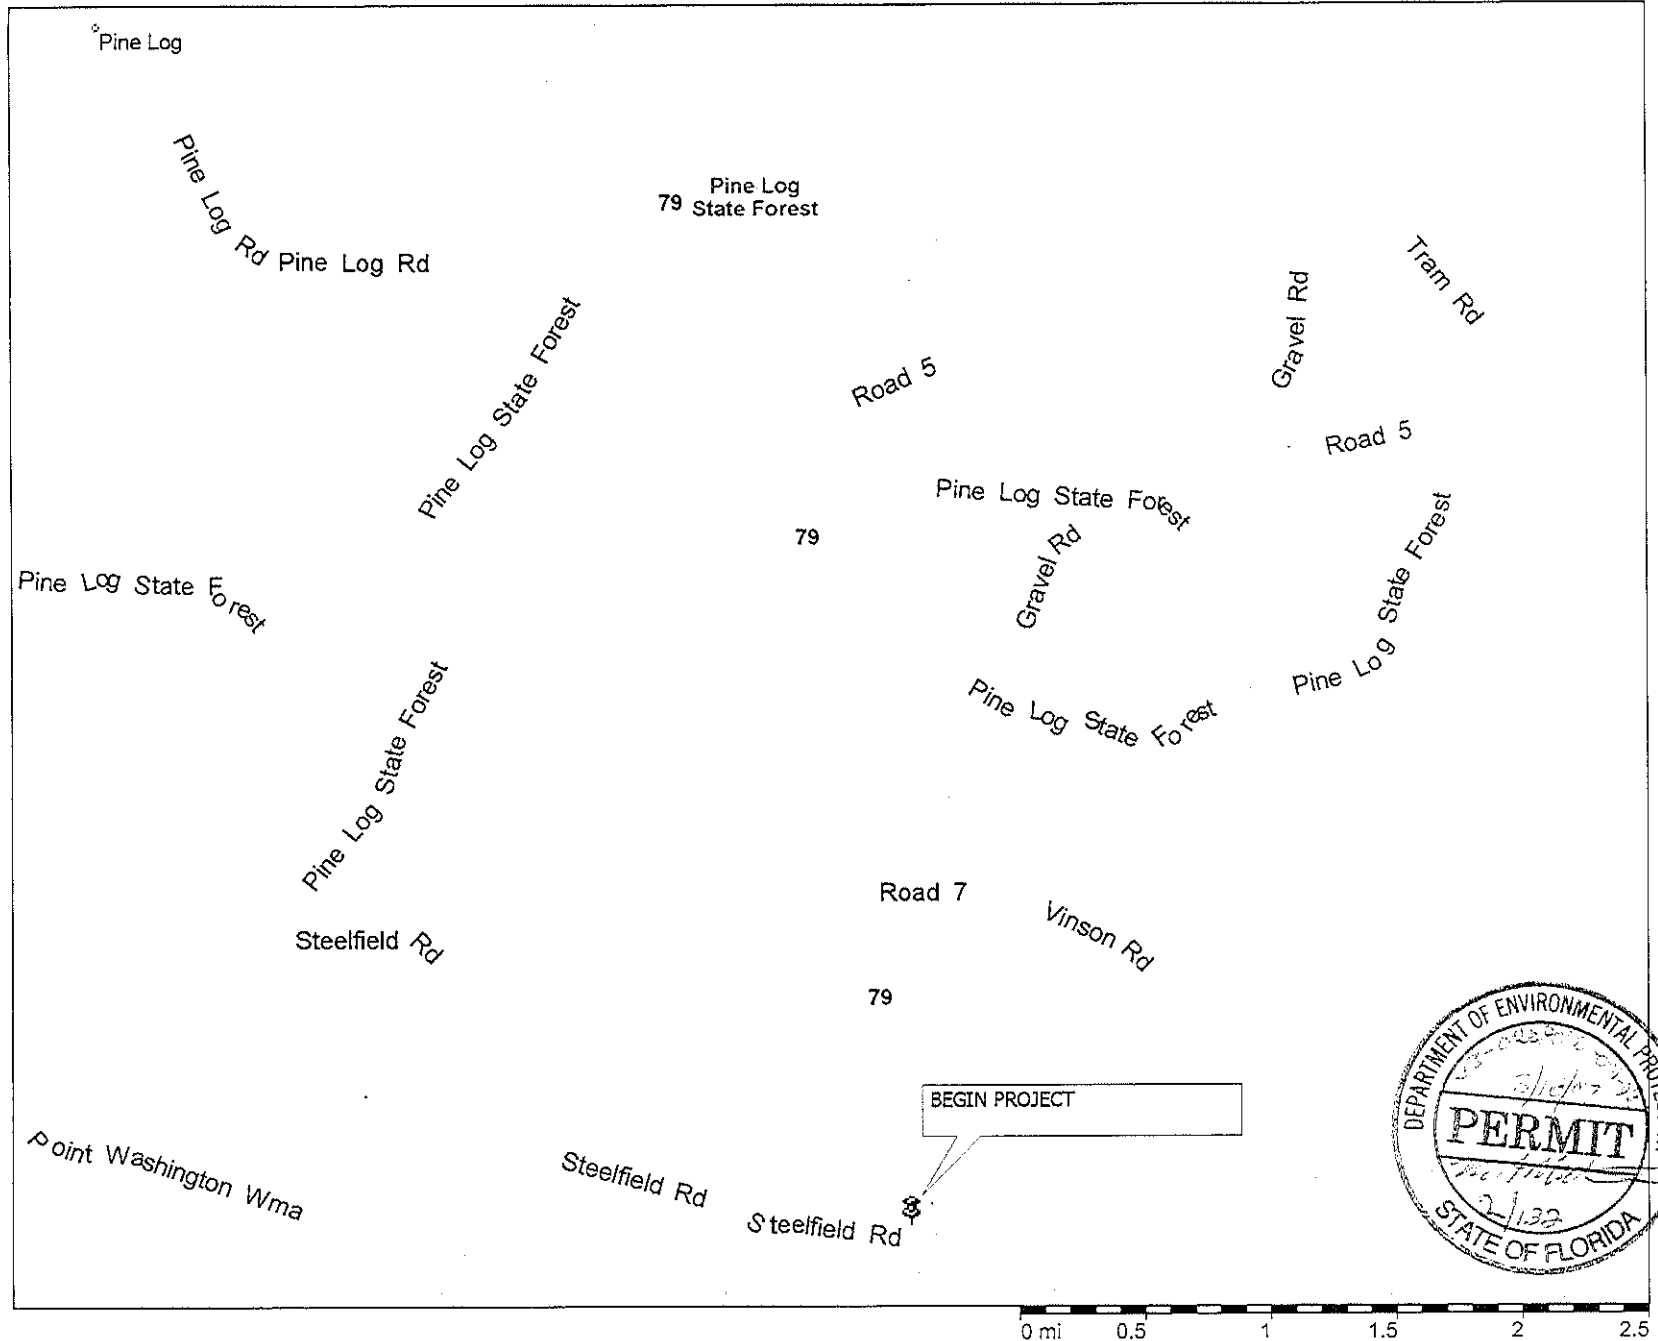 Pine Log
Pine Log Rd
Pine Log Rd
79
Pine Log
State Forest
Tram Rd
Gravel Rd
Pine Log State Forest
Road 5
Road 5
Pine Log State Forest
79
Gravel Rd
Pine Log State Forest
Pine Log State Forest
Pine Log State Forest
Pine Log State Forest
Road 7
Vinson Rd
Steelfield Rd
79
BEGIN PROJECT
Point Washington Wma
Steelfield Rd
Steelfield Rd
DEPARTMENT OF ENVIRONMENTAL
PERMIT
2/132
STATE OF FLORIDA
0 mi 0.5 1 1.5 2 2.5